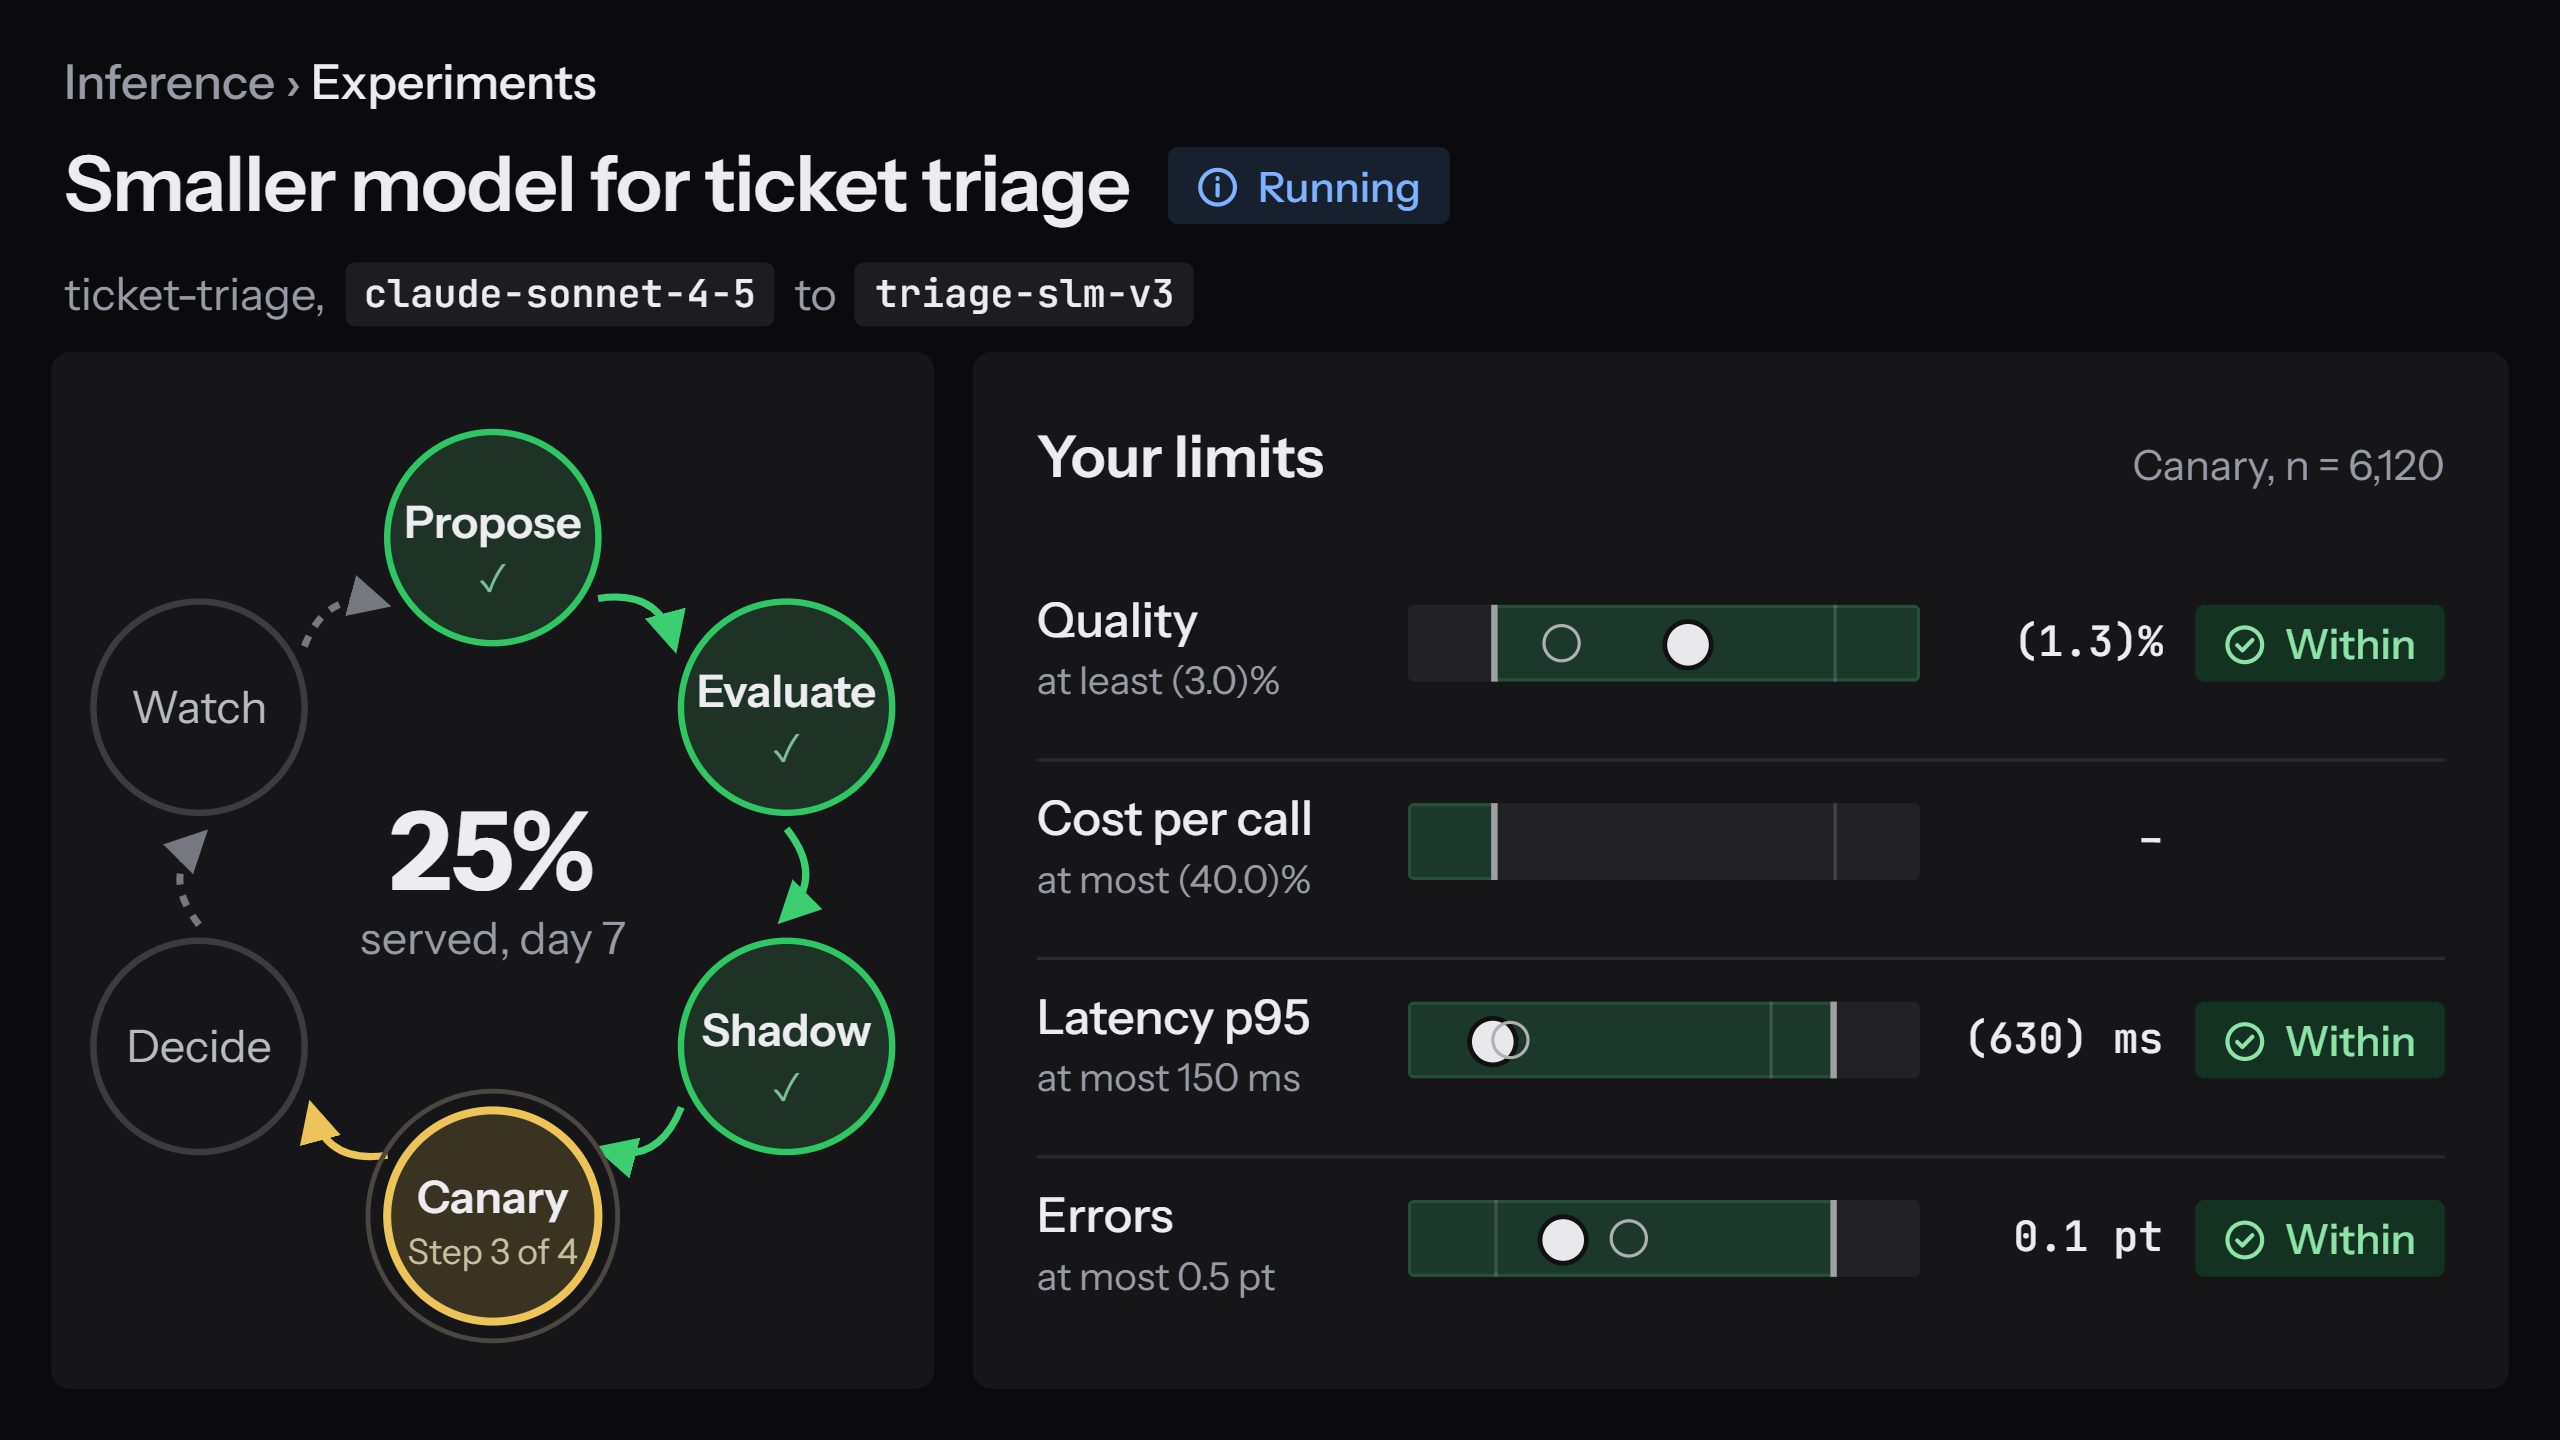 Inference › Experiments
Smaller model for ticket triage
Running
ticket-triage, claude-sonnet-4-5 to triage-slm-v3
Propose
✓
Evaluate
✓
Shadow
✓
Canary
Step 3 of 4
Decide
Watch
25%
served, day 7
Your limits
Canary, n = 6,120
Quality
at least (3.0)%
(1.3)%
Within
Cost per call
at most (40.0)%
–
Latency p95
at most 150 ms
(630) ms
Within
Errors
at most 0.5 pt
0.1 pt
Within